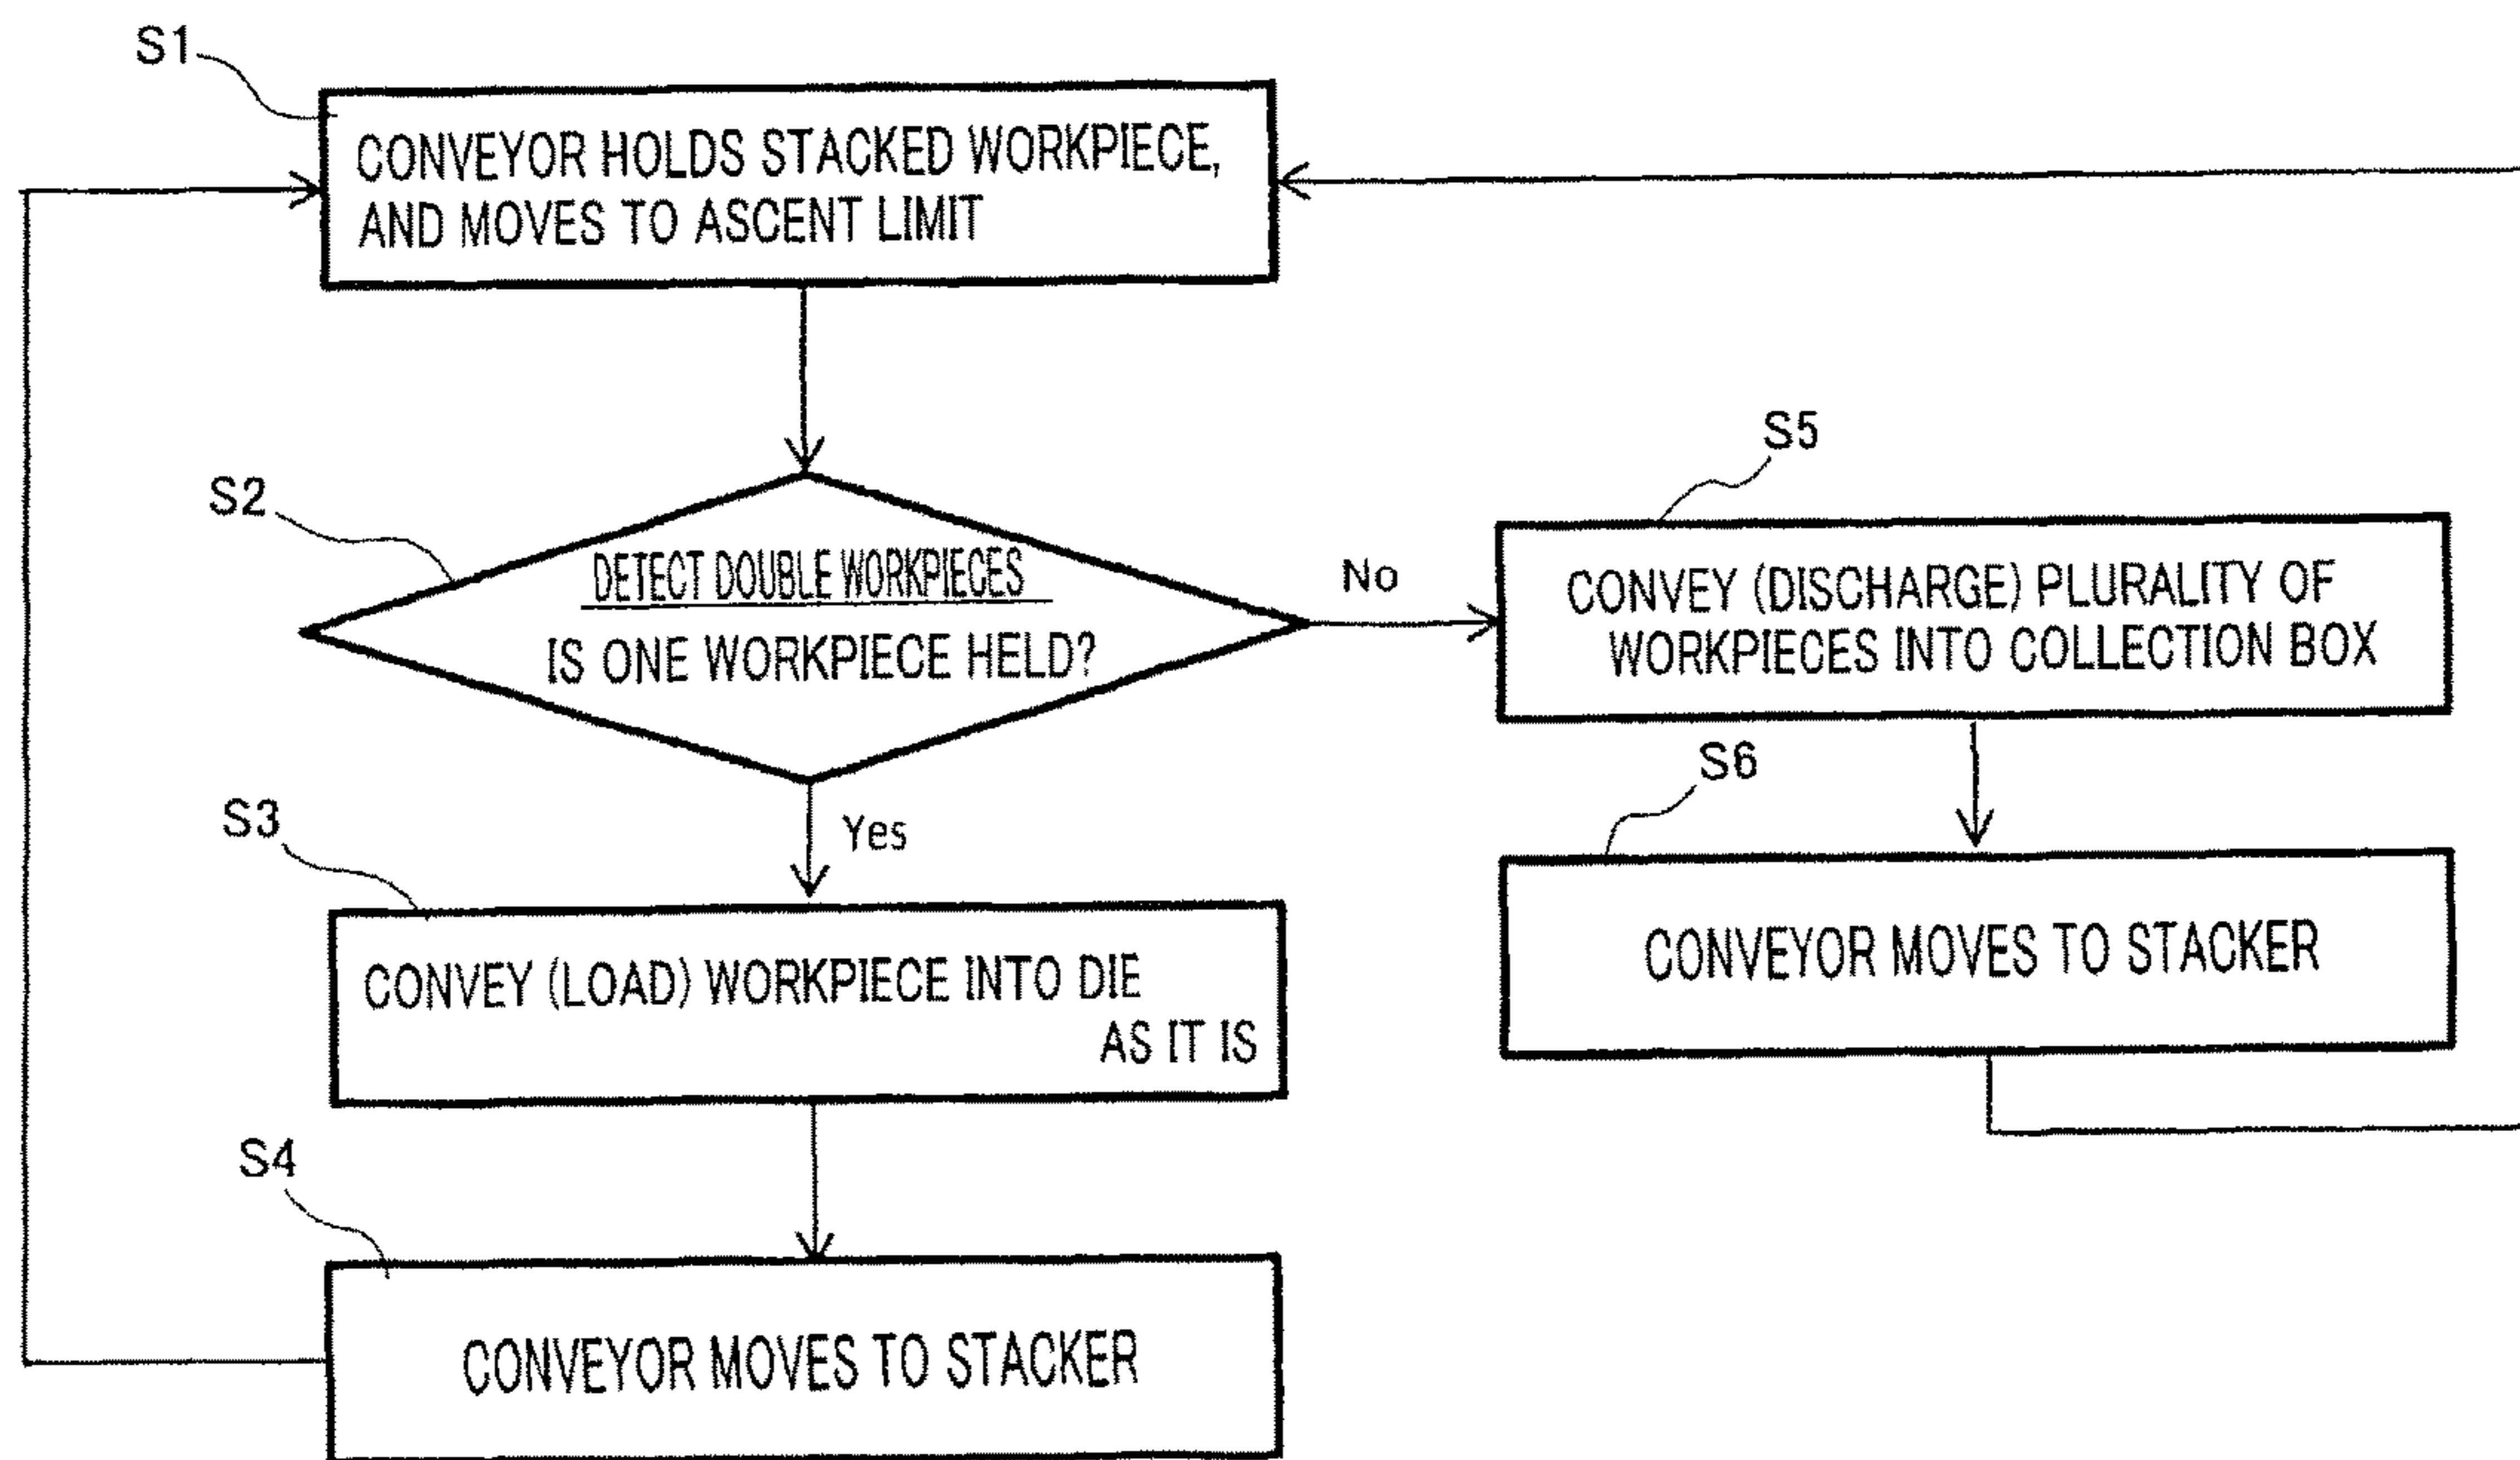 S1
CONVEYOR HOLDS STACKED WORKPIECE,
AND MOVES TO ASCENT LIMIT
S2
DETECT DOUBLE WORKPIECES
IS ONE WORKPIECE HELD?
No
Yes
S3
CONVEY (LOAD) WORKPIECE INTO DIE
AS IT IS
S4
CONVEYOR MOVES TO STACKER
S5
CONVEY (DISCHARGE) PLURALITY OF
WORKPIECES INTO COLLECTION BOX
S6
CONVEYOR MOVES TO STACKER